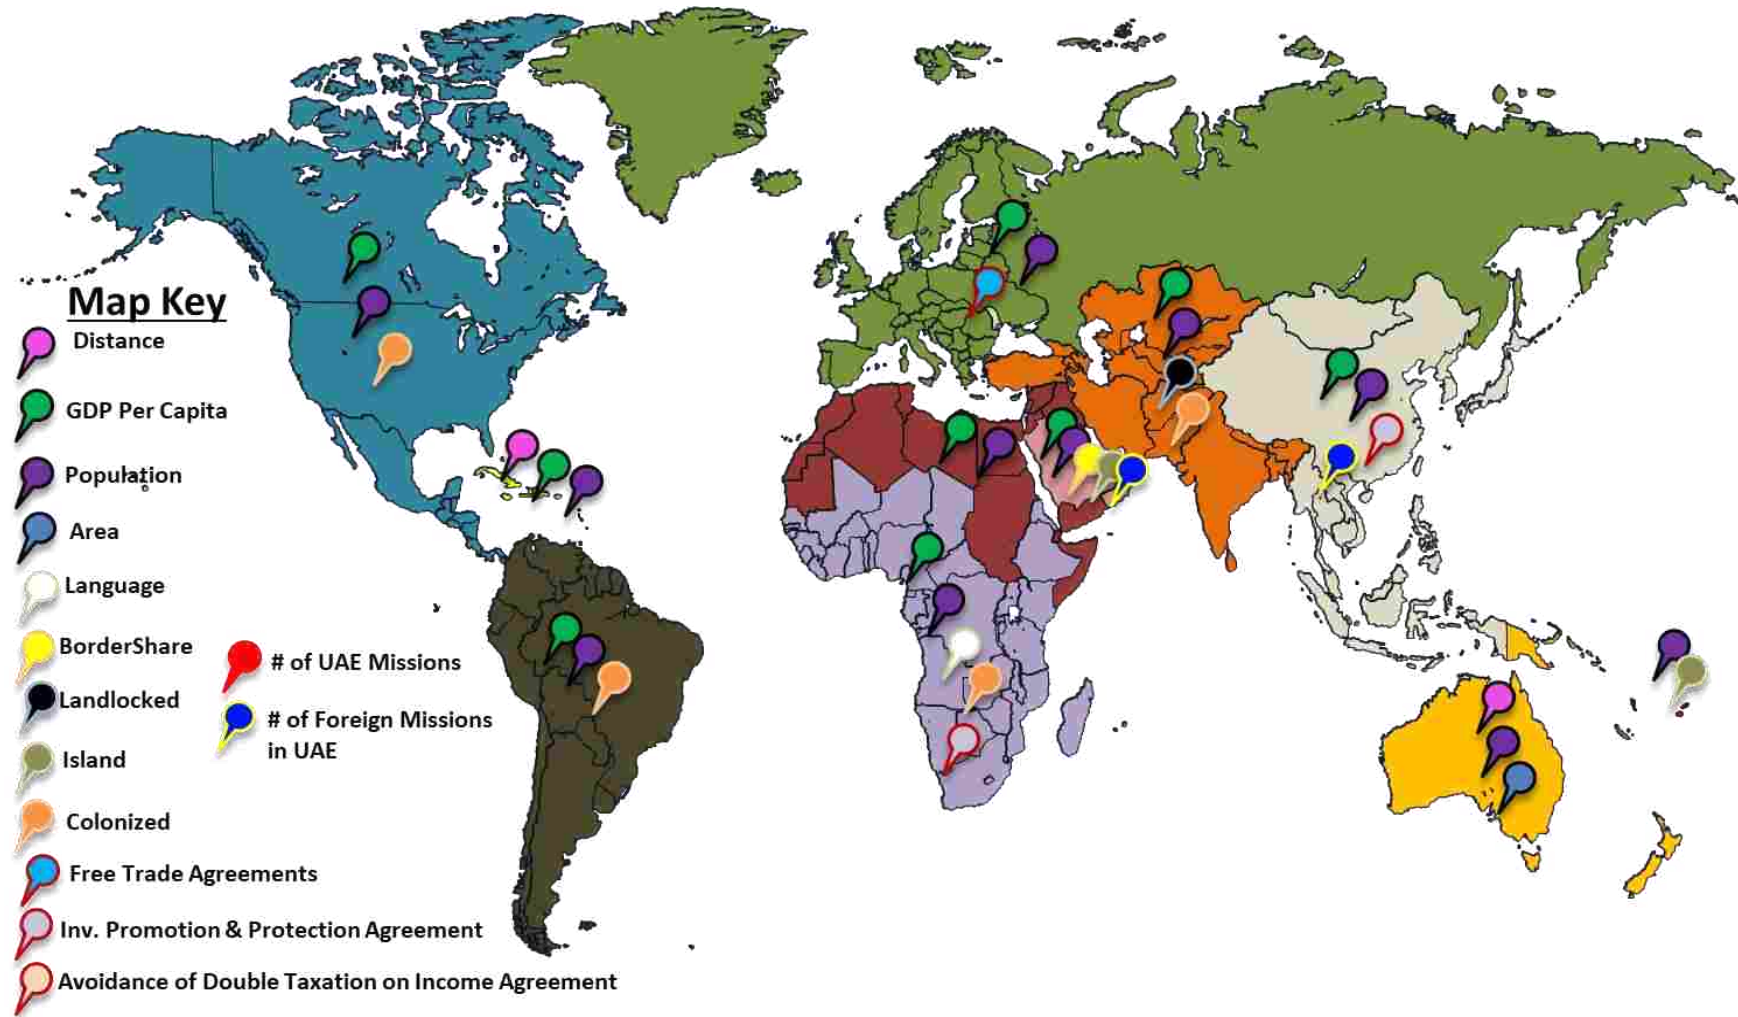 Map Key
Distance
GDP Per Capita
Population
Area
Language
BorderShare
Landlocked
Island
Colonized
Free Trade Agreements
Inv. Promotion & Protection Agreement
Avoidance of Double Taxation on Income Agreement
# of UAE Missions
# of Foreign Missions
in UAE